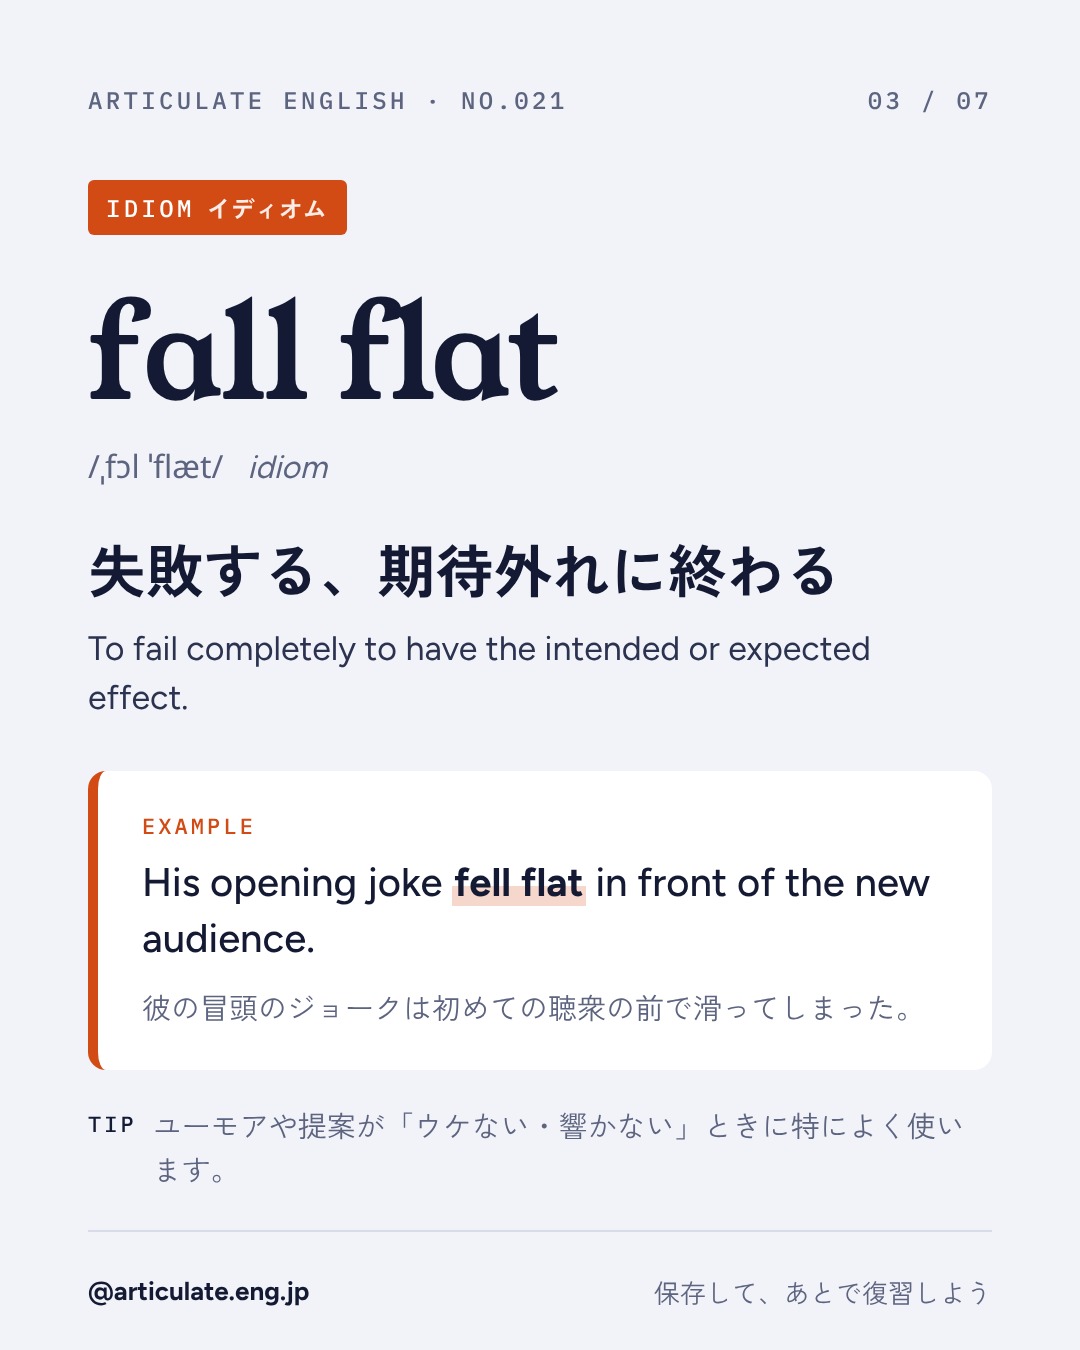 ARTICULATE ENGLISH · NO.021
03 / 07
IDIOM イディオム
fall flat
/ˌfɔl ˈflæt/ idiom
失敗する、期待外れに終わる
To fail completely to have the intended or expected
effect.
EXAMPLE
His opening joke fell flat in front of the new
audience.
彼の冒頭のジョークは初めての聴衆の前で滑ってしまった。
TIP ユーモアや提案が「ウケない・響かない」ときに特によく使い
ます。
@articulate.eng.jp
保存して、あとで復習しよう